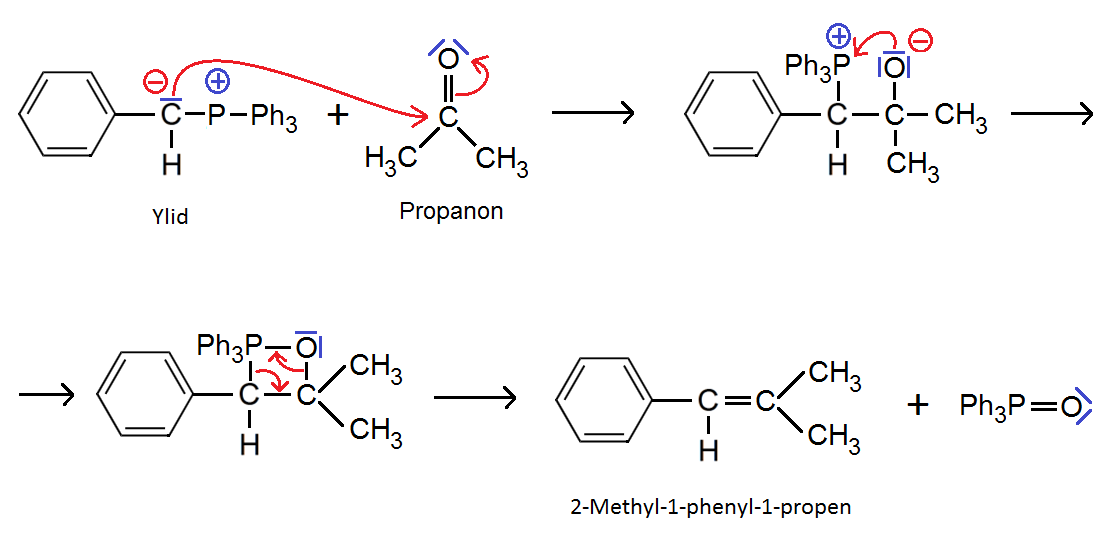 ⊖ ⊕
C – P – Ph₃ + O
H C
H₃C CH₃
Ylid
Propanon
⊕ ⊖
Ph₃P |O|
C – C – CH₃
H CH₃
Ph₃P – O|
C – C CH₃
H CH₃
C = C CH₃ + Ph₃P = O
H CH₃
2-Methyl-1-phenyl-1-propen